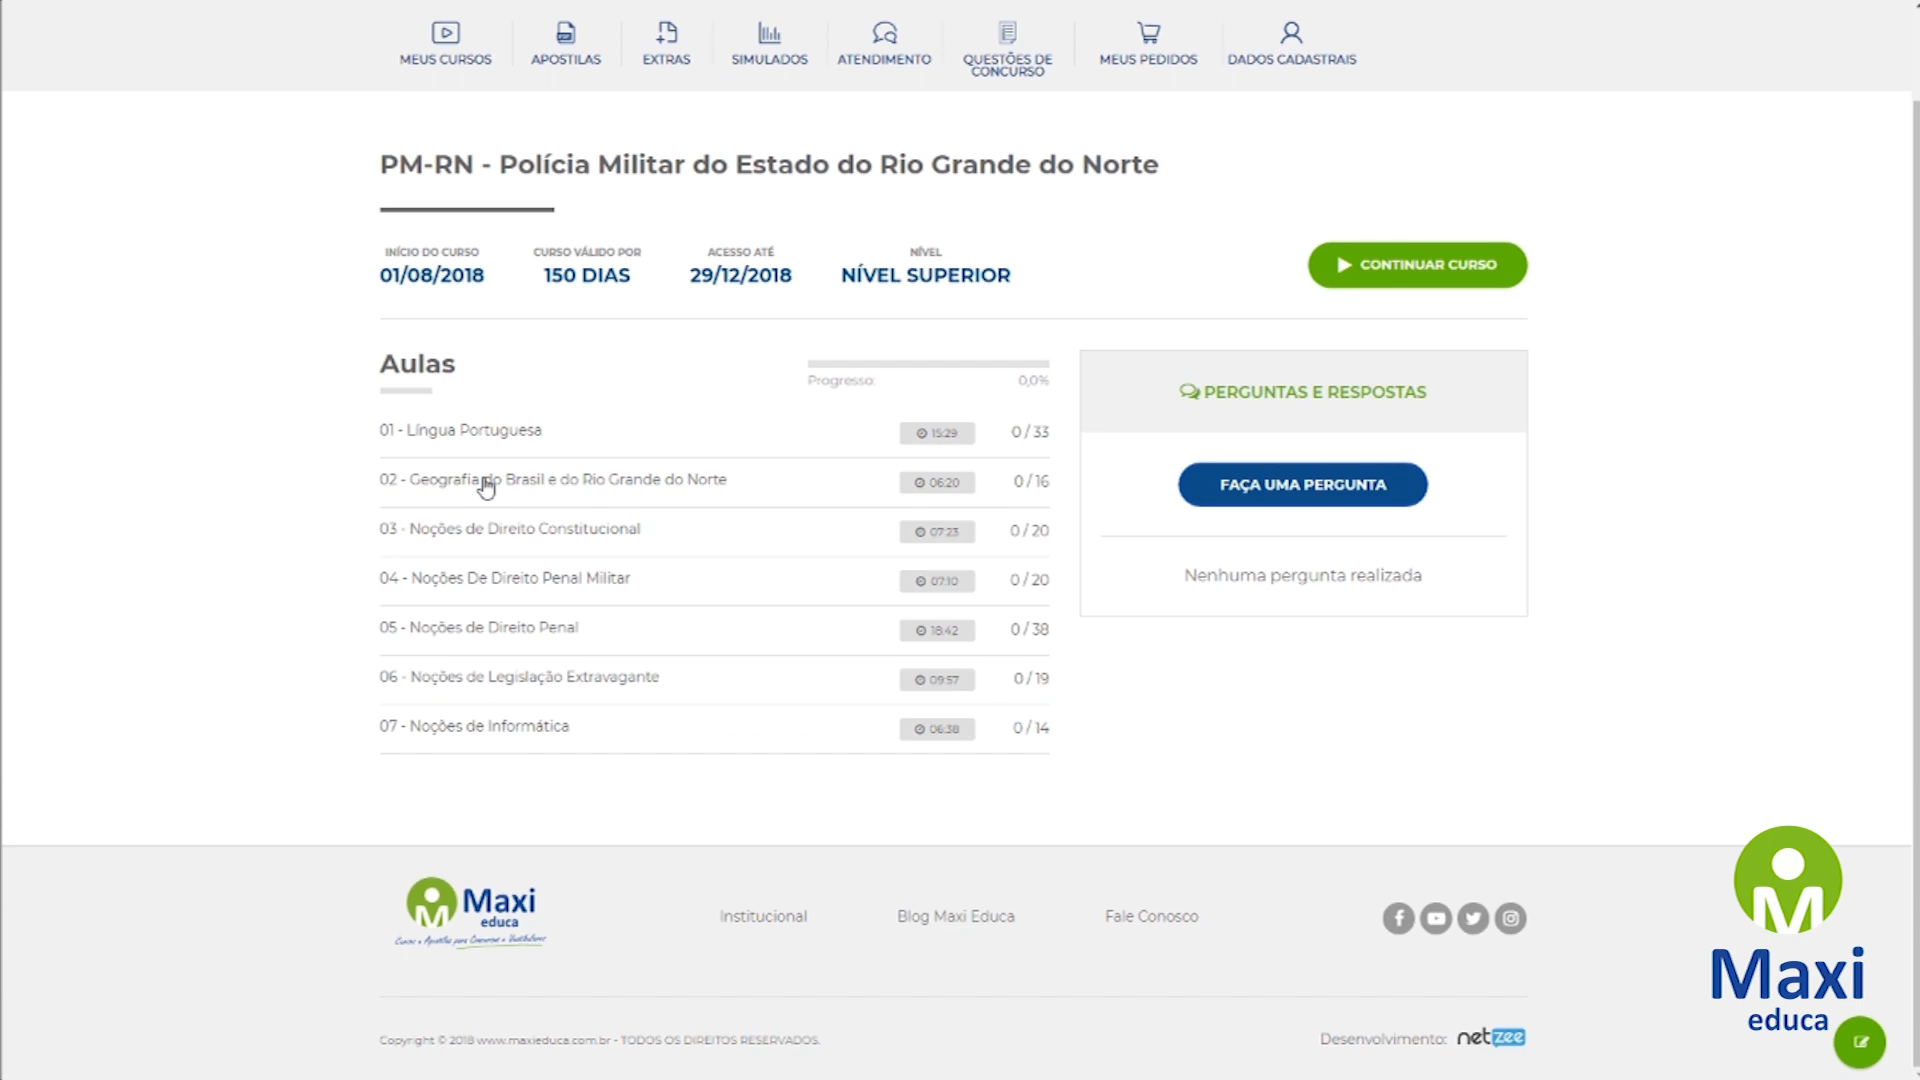 MEUS CURSOS
APOSTILAS
EXTRAS
SIMULADOS
ATENDIMENTO
QUESTÕES DE
CONCURSO
MEUS PEDIDOS
DADOS CADASTRAIS
PM-RN - Polícia Militar do Estado do Rio Grande do Norte
INÍCIO DO CURSO
01/08/2018
CURSO VÁLIDO POR
150 DIAS
ACESSO ATÉ
29/12/2018
NÍVEL
NÍVEL SUPERIOR
CONTINUAR CURSO
Aulas
Progresso: 0,0%
01 - Língua Portuguesa 15:29 0 / 33
02 - Geografia do Brasil e do Rio Grande do Norte 06:20 0 / 16
03 - Noções de Direito Constitucional 07:23 0 / 20
04 - Noções De Direito Penal Militar 07:10 0 / 20
05 - Noções de Direito Penal 18:42 0 / 38
06 - Noções de Legislação Extravagante 09:57 0 / 19
07 - Noções de Informática 06:38 0 / 14
PERGUNTAS E RESPOSTAS
FAÇA UMA PERGUNTA
Nenhuma pergunta realizada
Maxi
educa
Cursos e Apostilas para Concursos e Vestibulares
Institucional
Blog Maxi Educa
Fale Conosco
Maxi
educa
Copyright © 2018 www.maxieduca.com.br - TODOS OS DIREITOS RESERVADOS.
Desenvolvimento: netzee